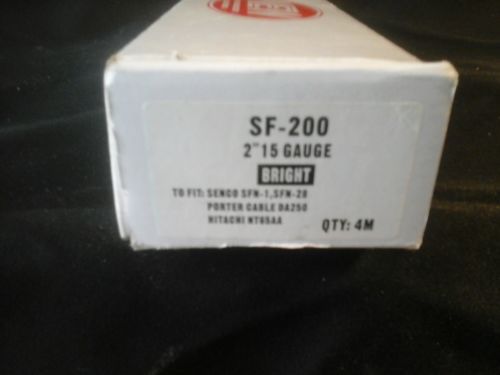 SF-200
2" 15 GAUGE
BRIGHT
TO FIT: SENCO SFN-1, SFN-28
PORTER CABLE DA250
HITACHI NT65AA
QTY: 4M